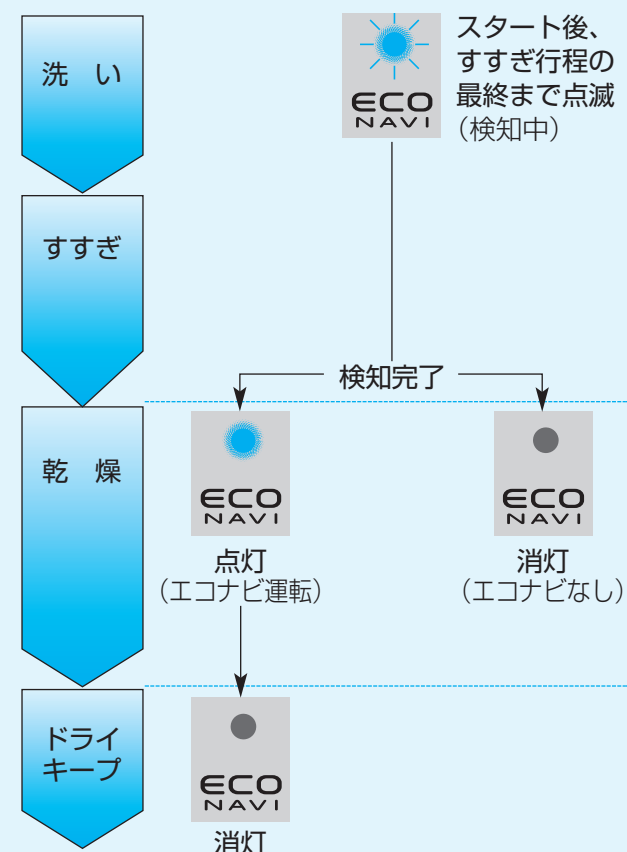 洗 い
スタート後、
すすぎ行程の
最終まで点滅
（検知中）
ECO
NAVI
すすぎ
検知完了
乾 燥
ECO
NAVI
点灯
（エコナビ運転）
ECO
NAVI
消灯
（エコナビなし）
ドライ
キープ
ECO
NAVI
消灯